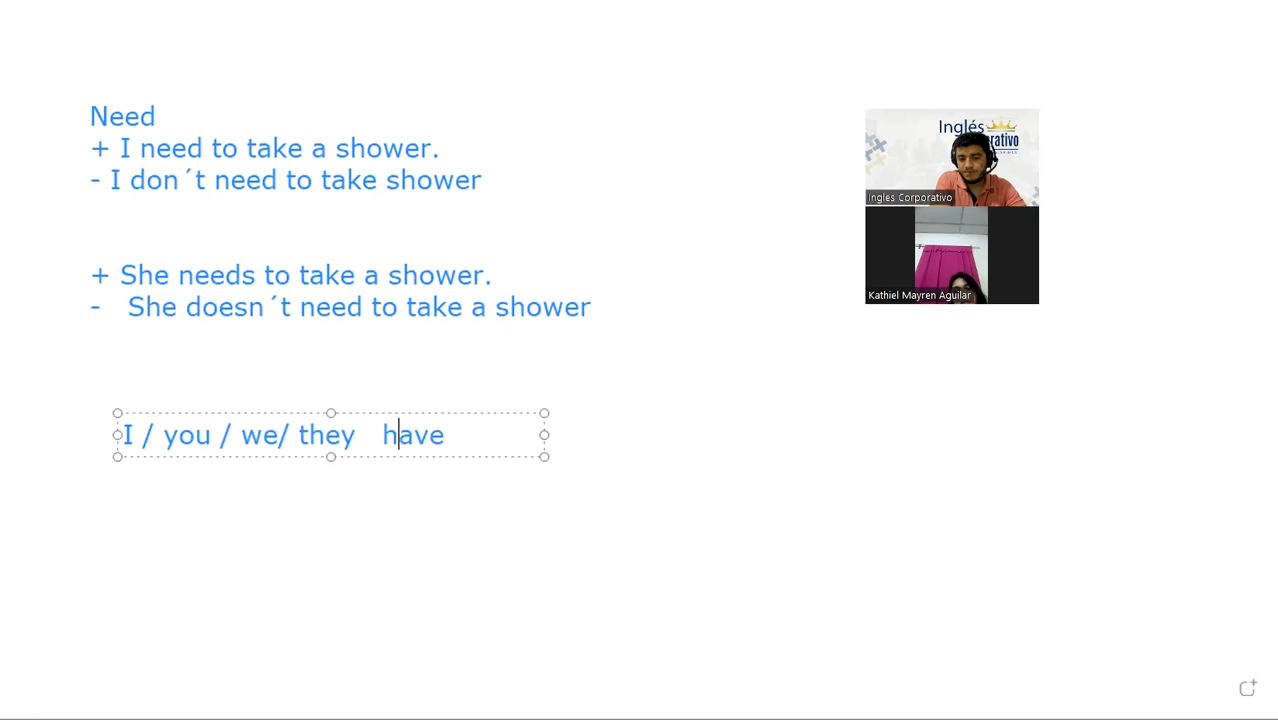 Need
+ I need to take a shower.
- I don´t need to take shower
+ She needs to take a shower.
- She doesn´t need to take a shower
I / you / we/ they have
Inglés
Ingles Corporativo
Kathiel Mayren Aguilar